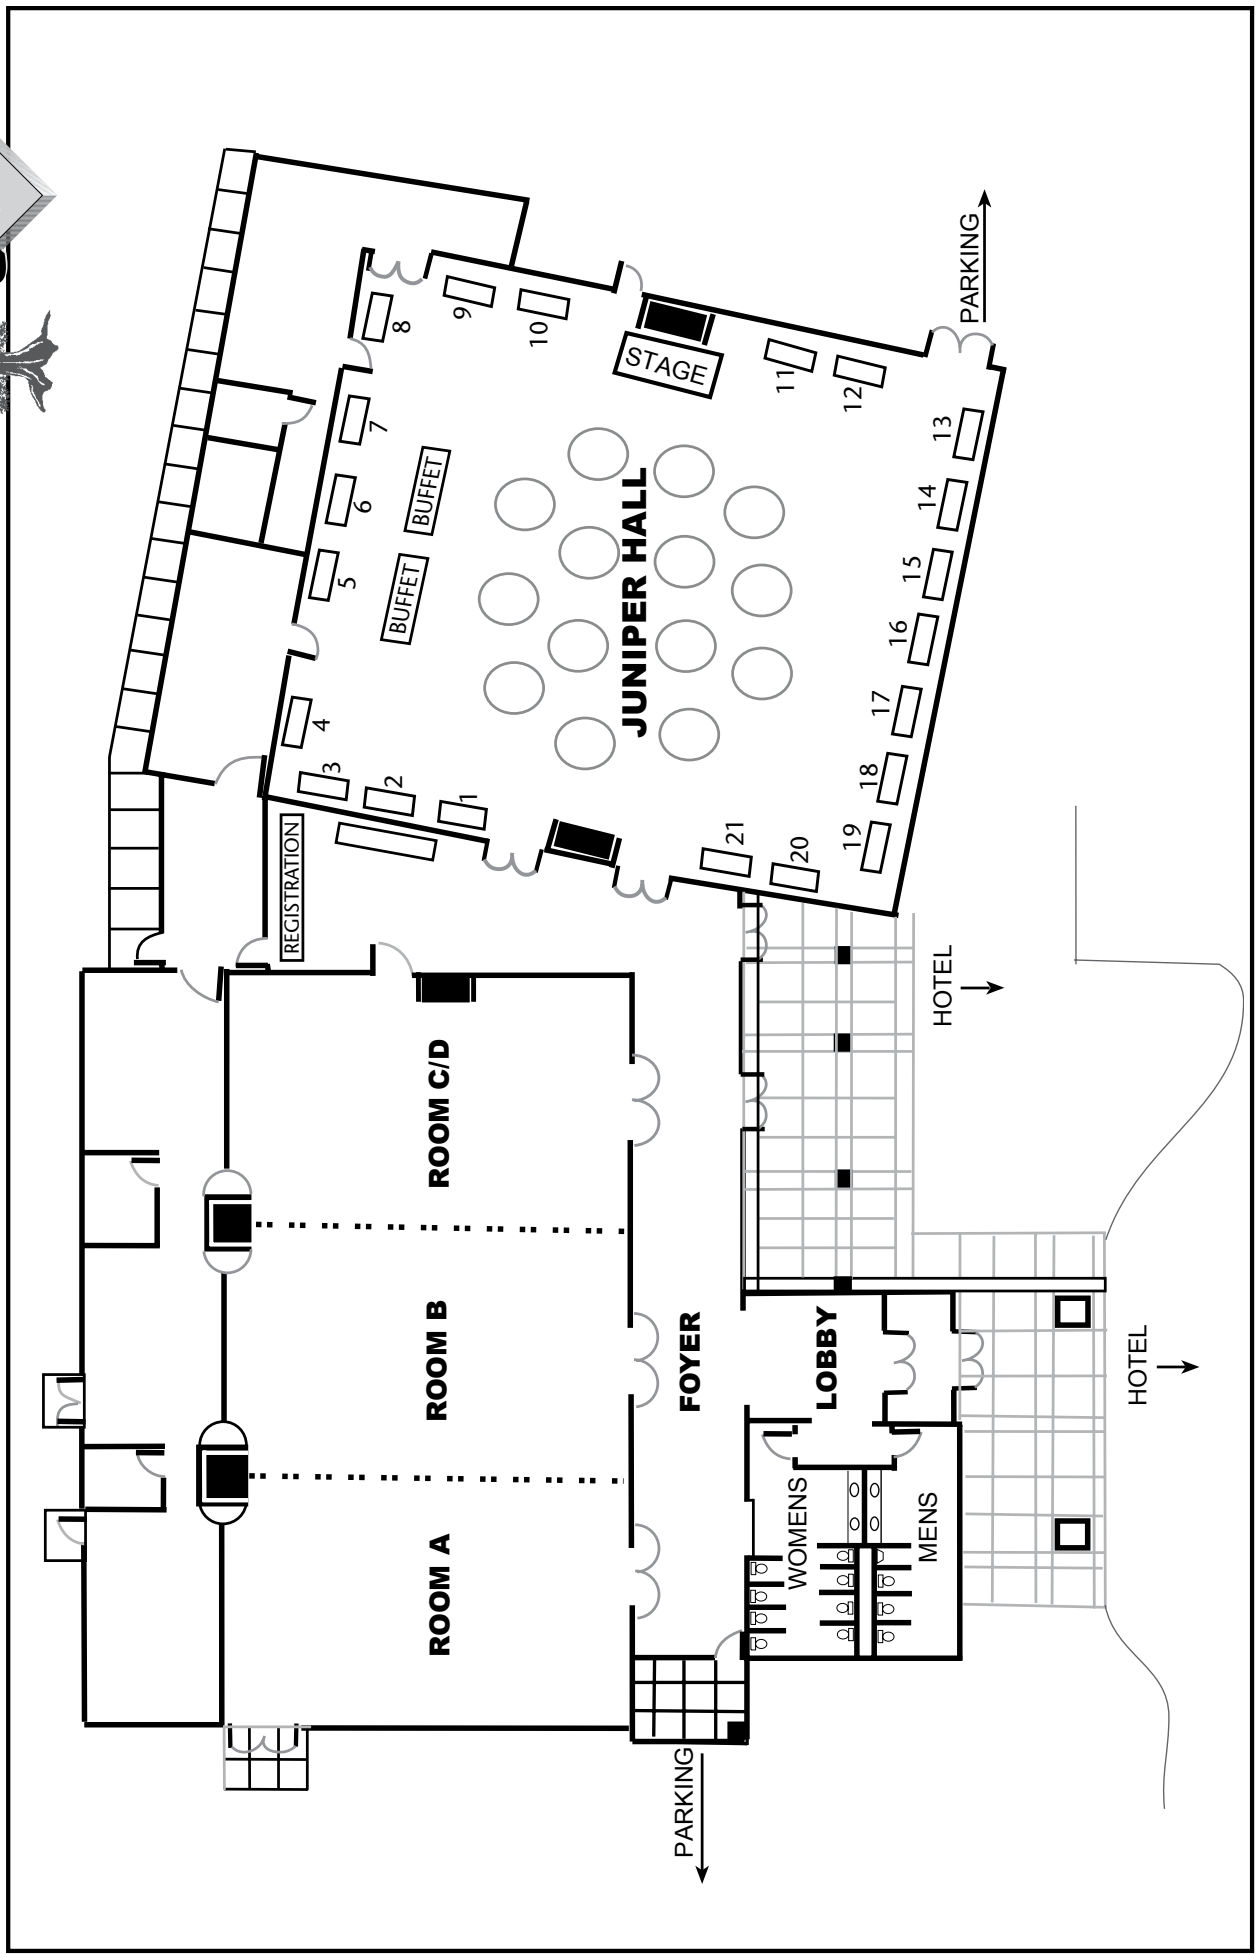 PARKING
8
9
10
STAGE
11
12
13
7
6
5
4
3
2
1
BUFFET
BUFFET
JUNIPER HALL
14
15
16
17
18
19
20
21
REGISTRATION
HOTEL
ROOM C/D
ROOM B
ROOM A
FOYER
LOBBY
HOTEL
WOMENS
MENS
PARKING